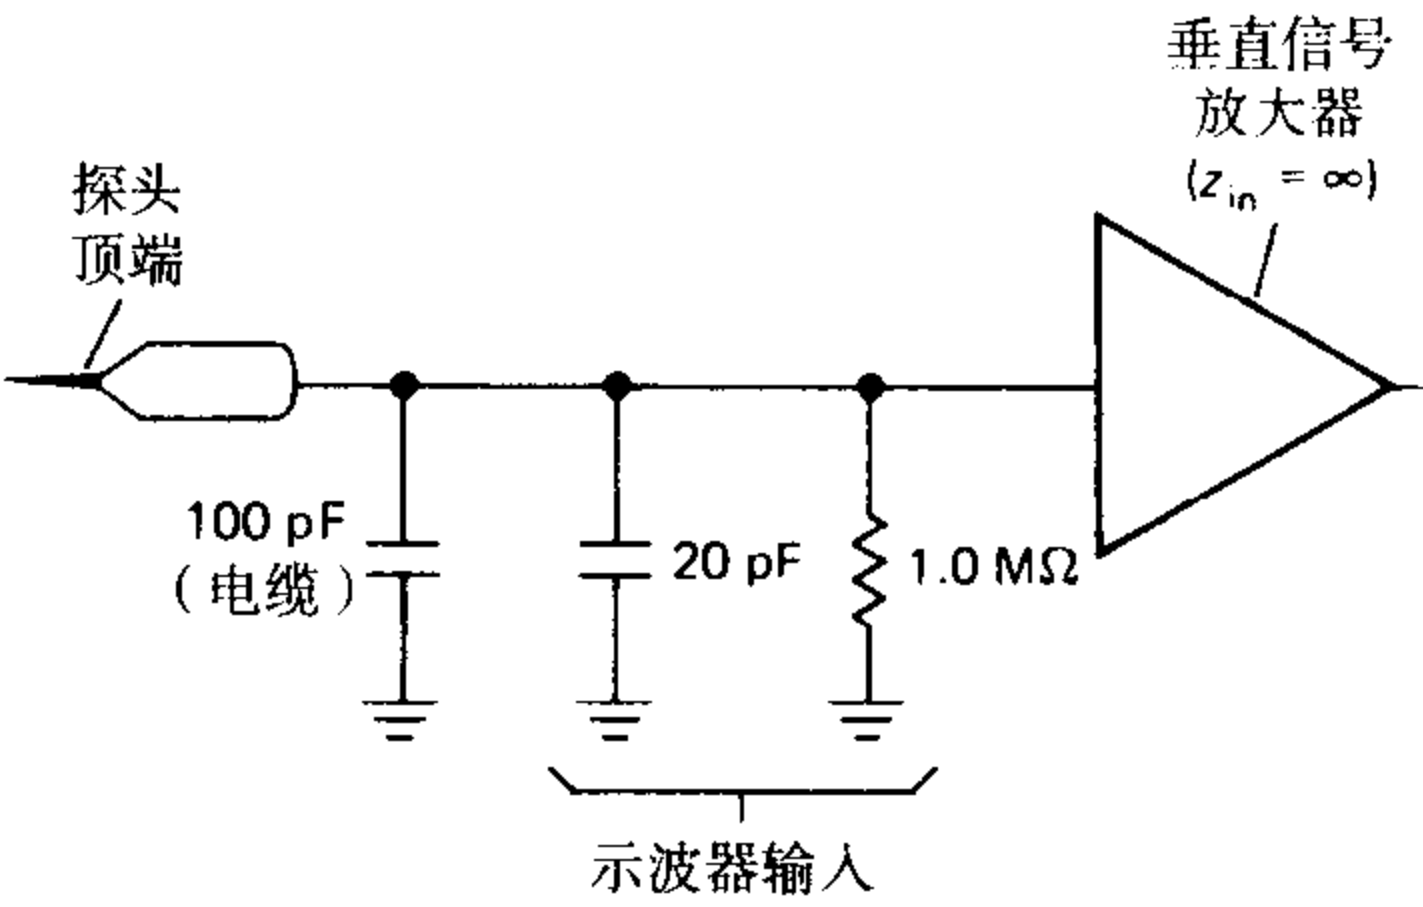 垂直信号
放大器
(z_in = ∞)
探头
顶端
100 pF
（电缆）
20 pF
1.0 MΩ
示波器输入